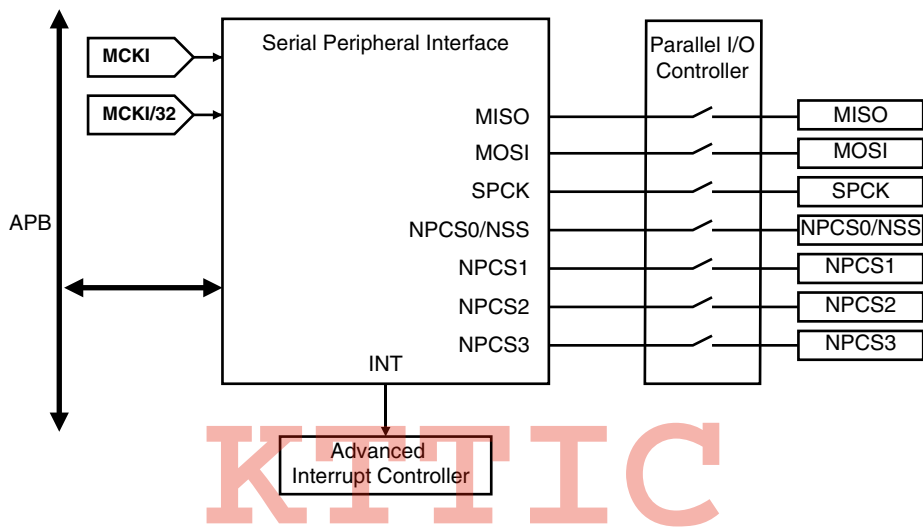 Serial Peripheral Interface
Parallel I/O
Controller
MCKI
MCKI/32
APB
MISO
MOSI
SPCK
NPCS0/NSS
NPCS1
NPCS2
NPCS3
INT
MISO
MOSI
SPCK
NPCS0/NSS
NPCS1
NPCS2
NPCS3
Advanced
Interrupt Controller
KTTIC